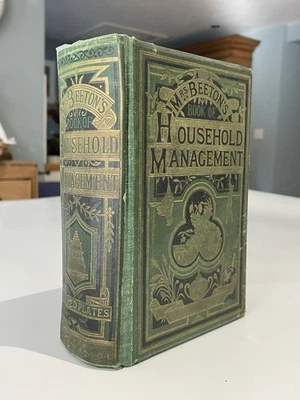 MRS BEETON'S
BOOK OF
HOUSEHOLD
MANAGEMENT
PLATES
MRS BEETON'S
BOOK OF
HOUSEHOLD
MANAGEMENT